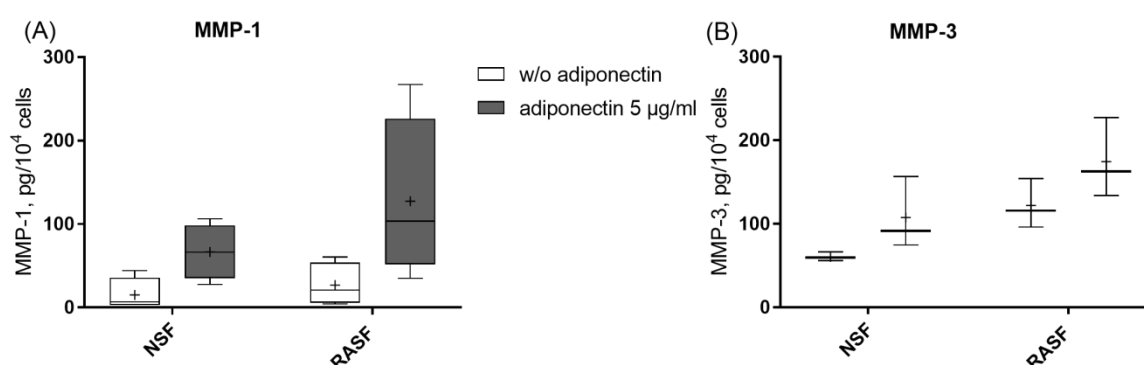 (A)
MMP-1
MMP-1, pg/10⁴ cells
300
200
100
0
NSF
RASF
w/o adiponectin
adiponectin 5 µg/ml
(B)
MMP-3
MMP-3, pg/10⁴ cells
300
200
100
0
NSF
RASF